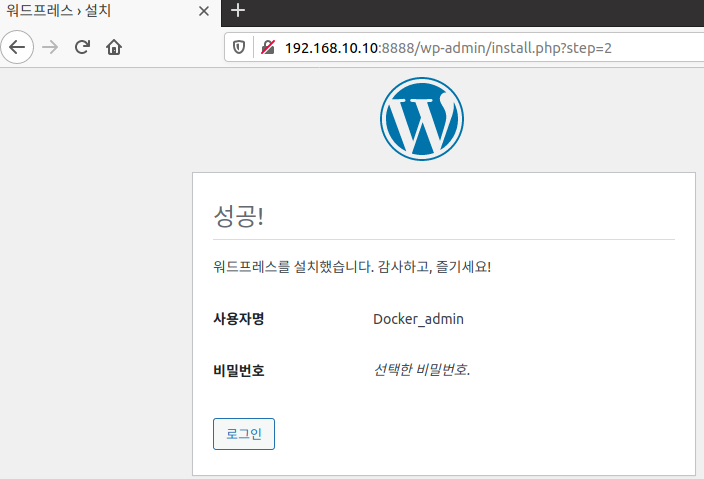 워드프레스 › 설치
192.168.10.10:8888/wp-admin/install.php?step=2
성공!
워드프레스를 설치했습니다. 감사하고, 즐기세요!
사용자명 Docker_admin
비밀번호 선택한 비밀번호.
로그인